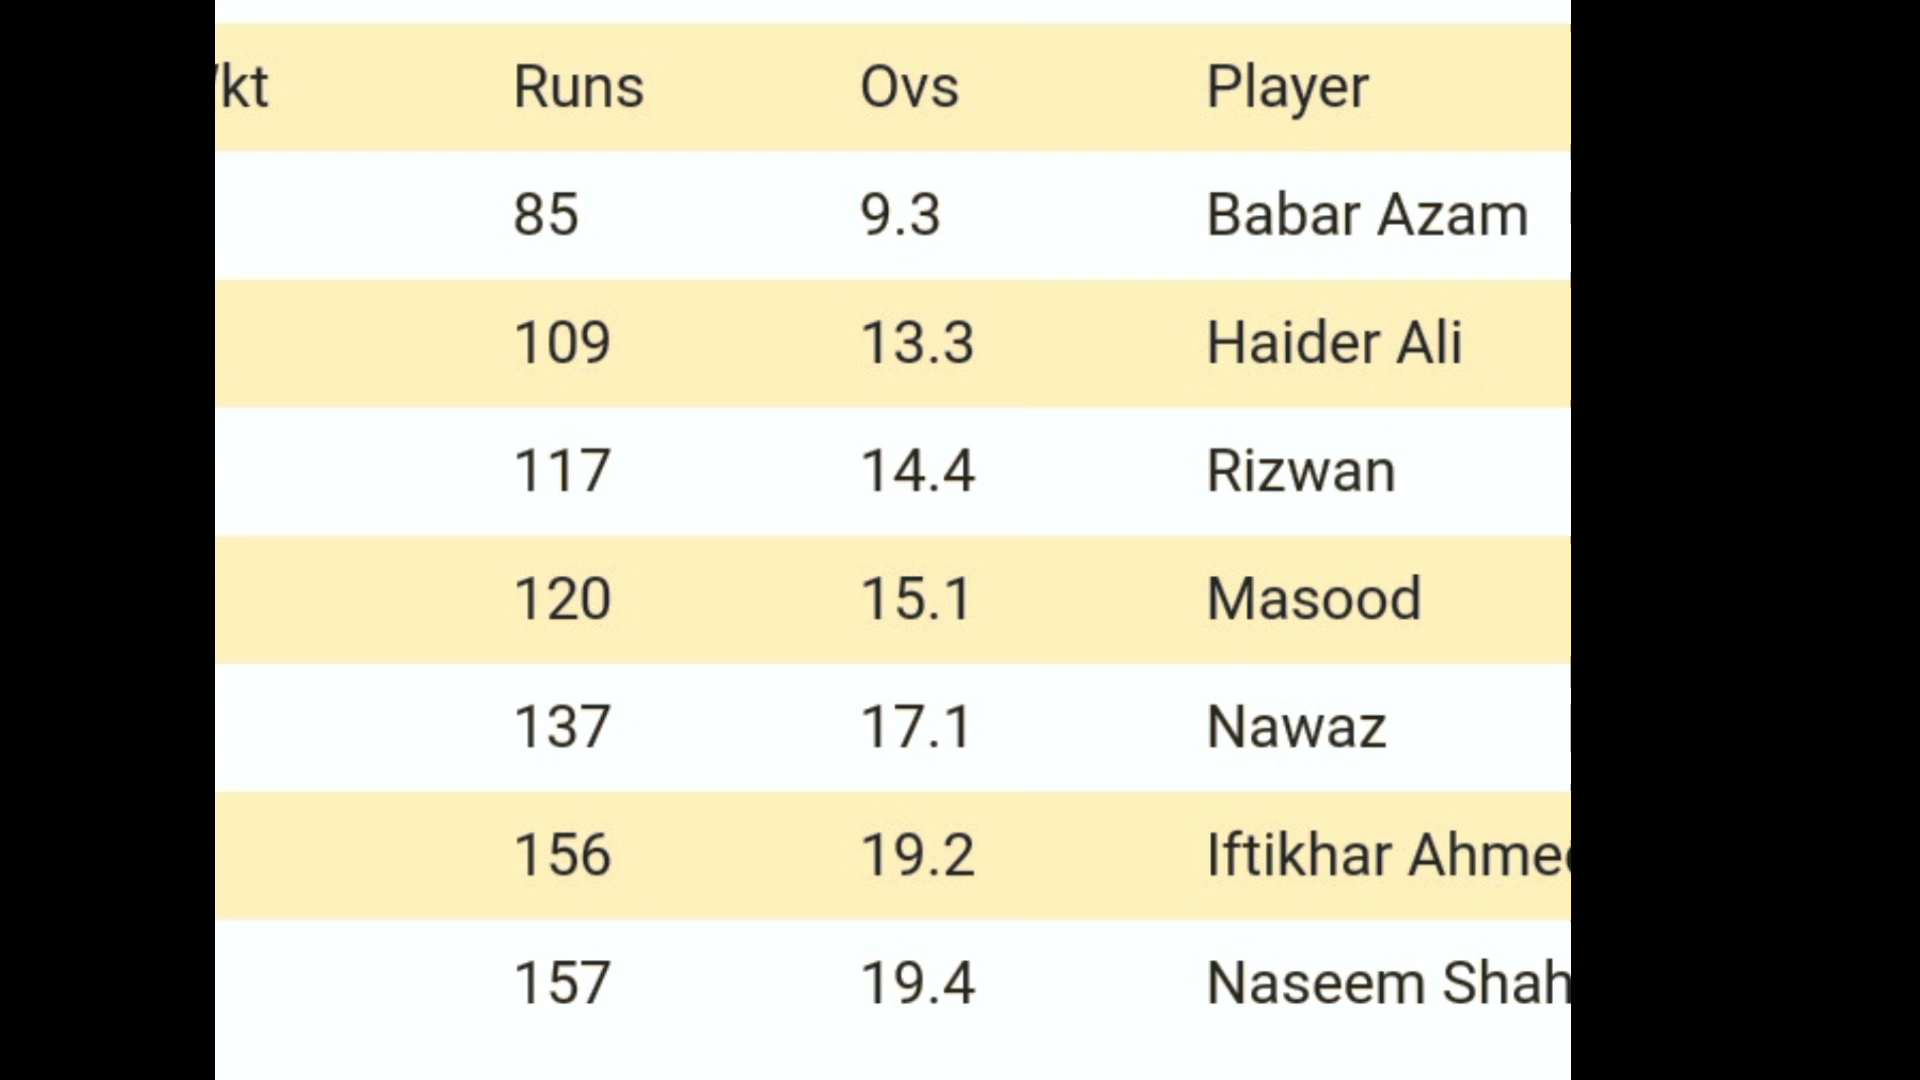 kt Runs Ovs Player
85 9.3 Babar Azam
109 13.3 Haider Ali
117 14.4 Rizwan
120 15.1 Masood
137 17.1 Nawaz
156 19.2 Iftikhar Ahmed
157 19.4 Naseem Shah